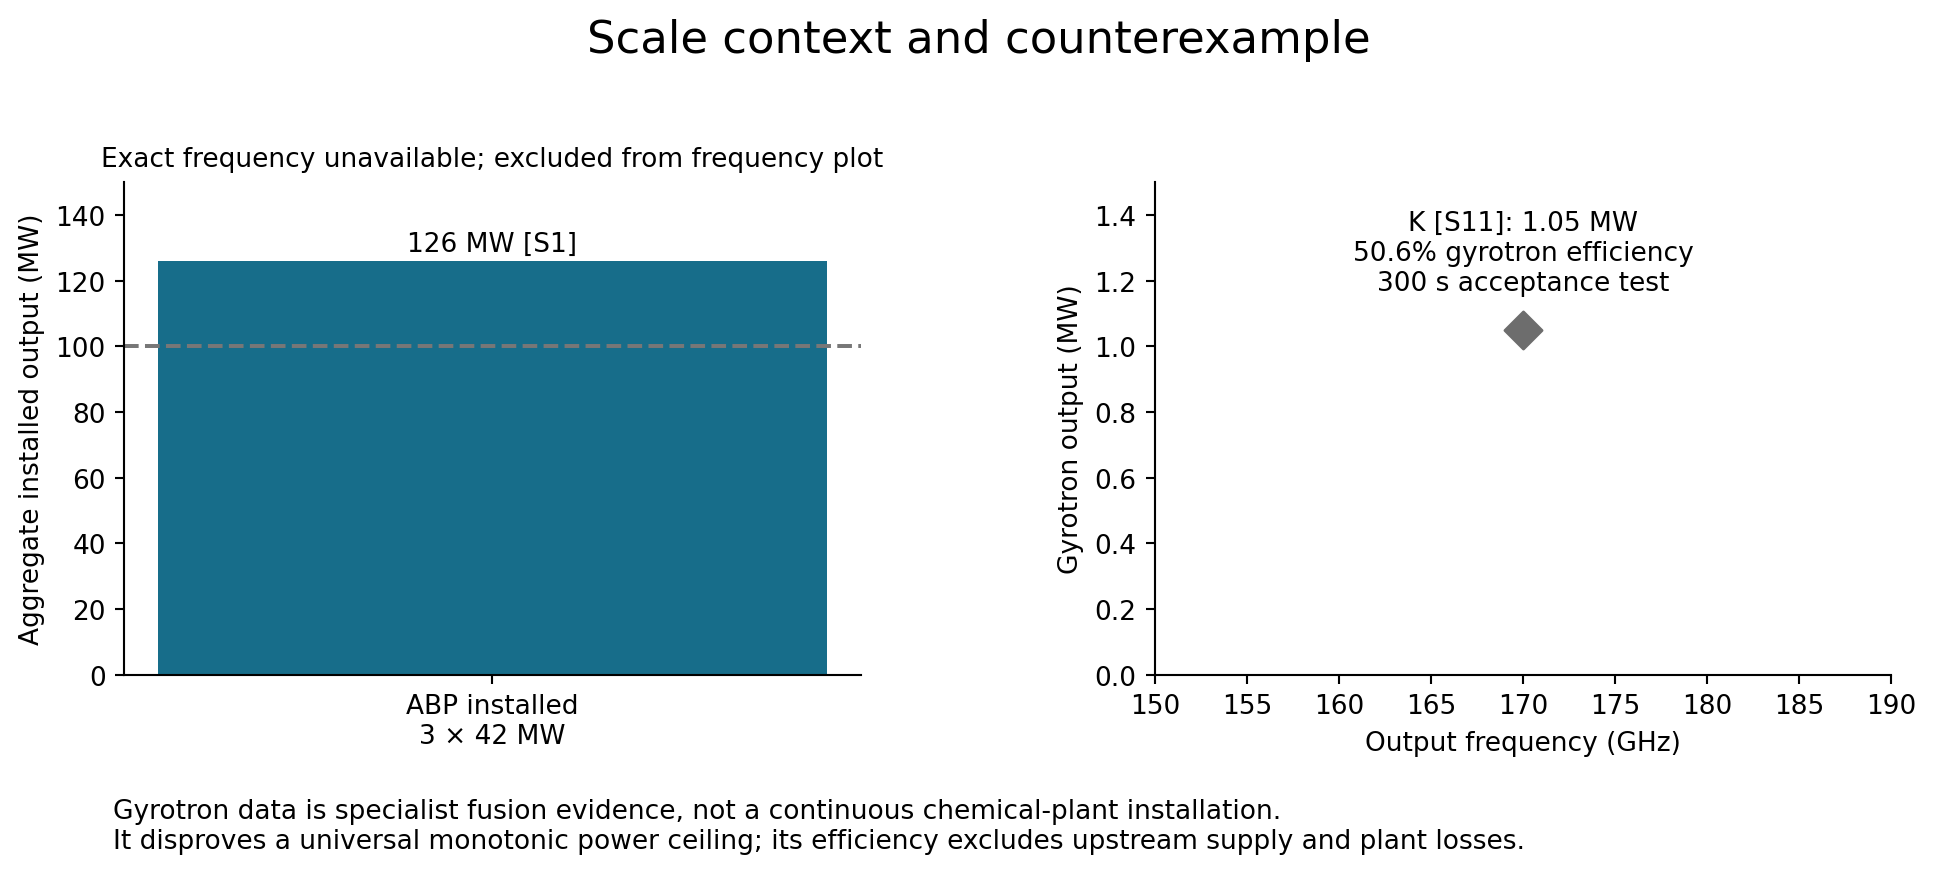 Scale context and counterexample
Exact frequency unavailable; excluded from frequency plot
Aggregate installed output (MW)
140
120
100
80
60
40
20
0
126 MW [S1]
ABP installed
3 × 42 MW
Gyrotron output (MW)
1.4
1.2
1.0
0.8
0.6
0.4
0.2
0.0
K [S11]: 1.05 MW
50.6% gyrotron efficiency
300 s acceptance test
150 155 160 165 170 175 180 185 190
Output frequency (GHz)
Gyrotron data is specialist fusion evidence, not a continuous chemical-plant installation.
It disproves a universal monotonic power ceiling; its efficiency excludes upstream supply and plant losses.